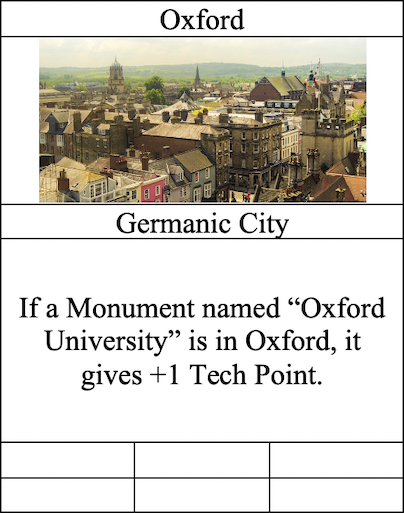 Oxford
Germanic City
If a Monument named “Oxford
University” is in Oxford, it
gives +1 Tech Point.